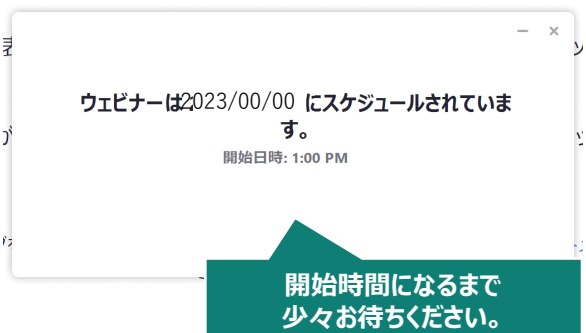 ウェビナーは：2023/00/00 にスケジュールされていま
す。
開始日時: 1:00 PM
開始時間になるまで
少々お待ちください。